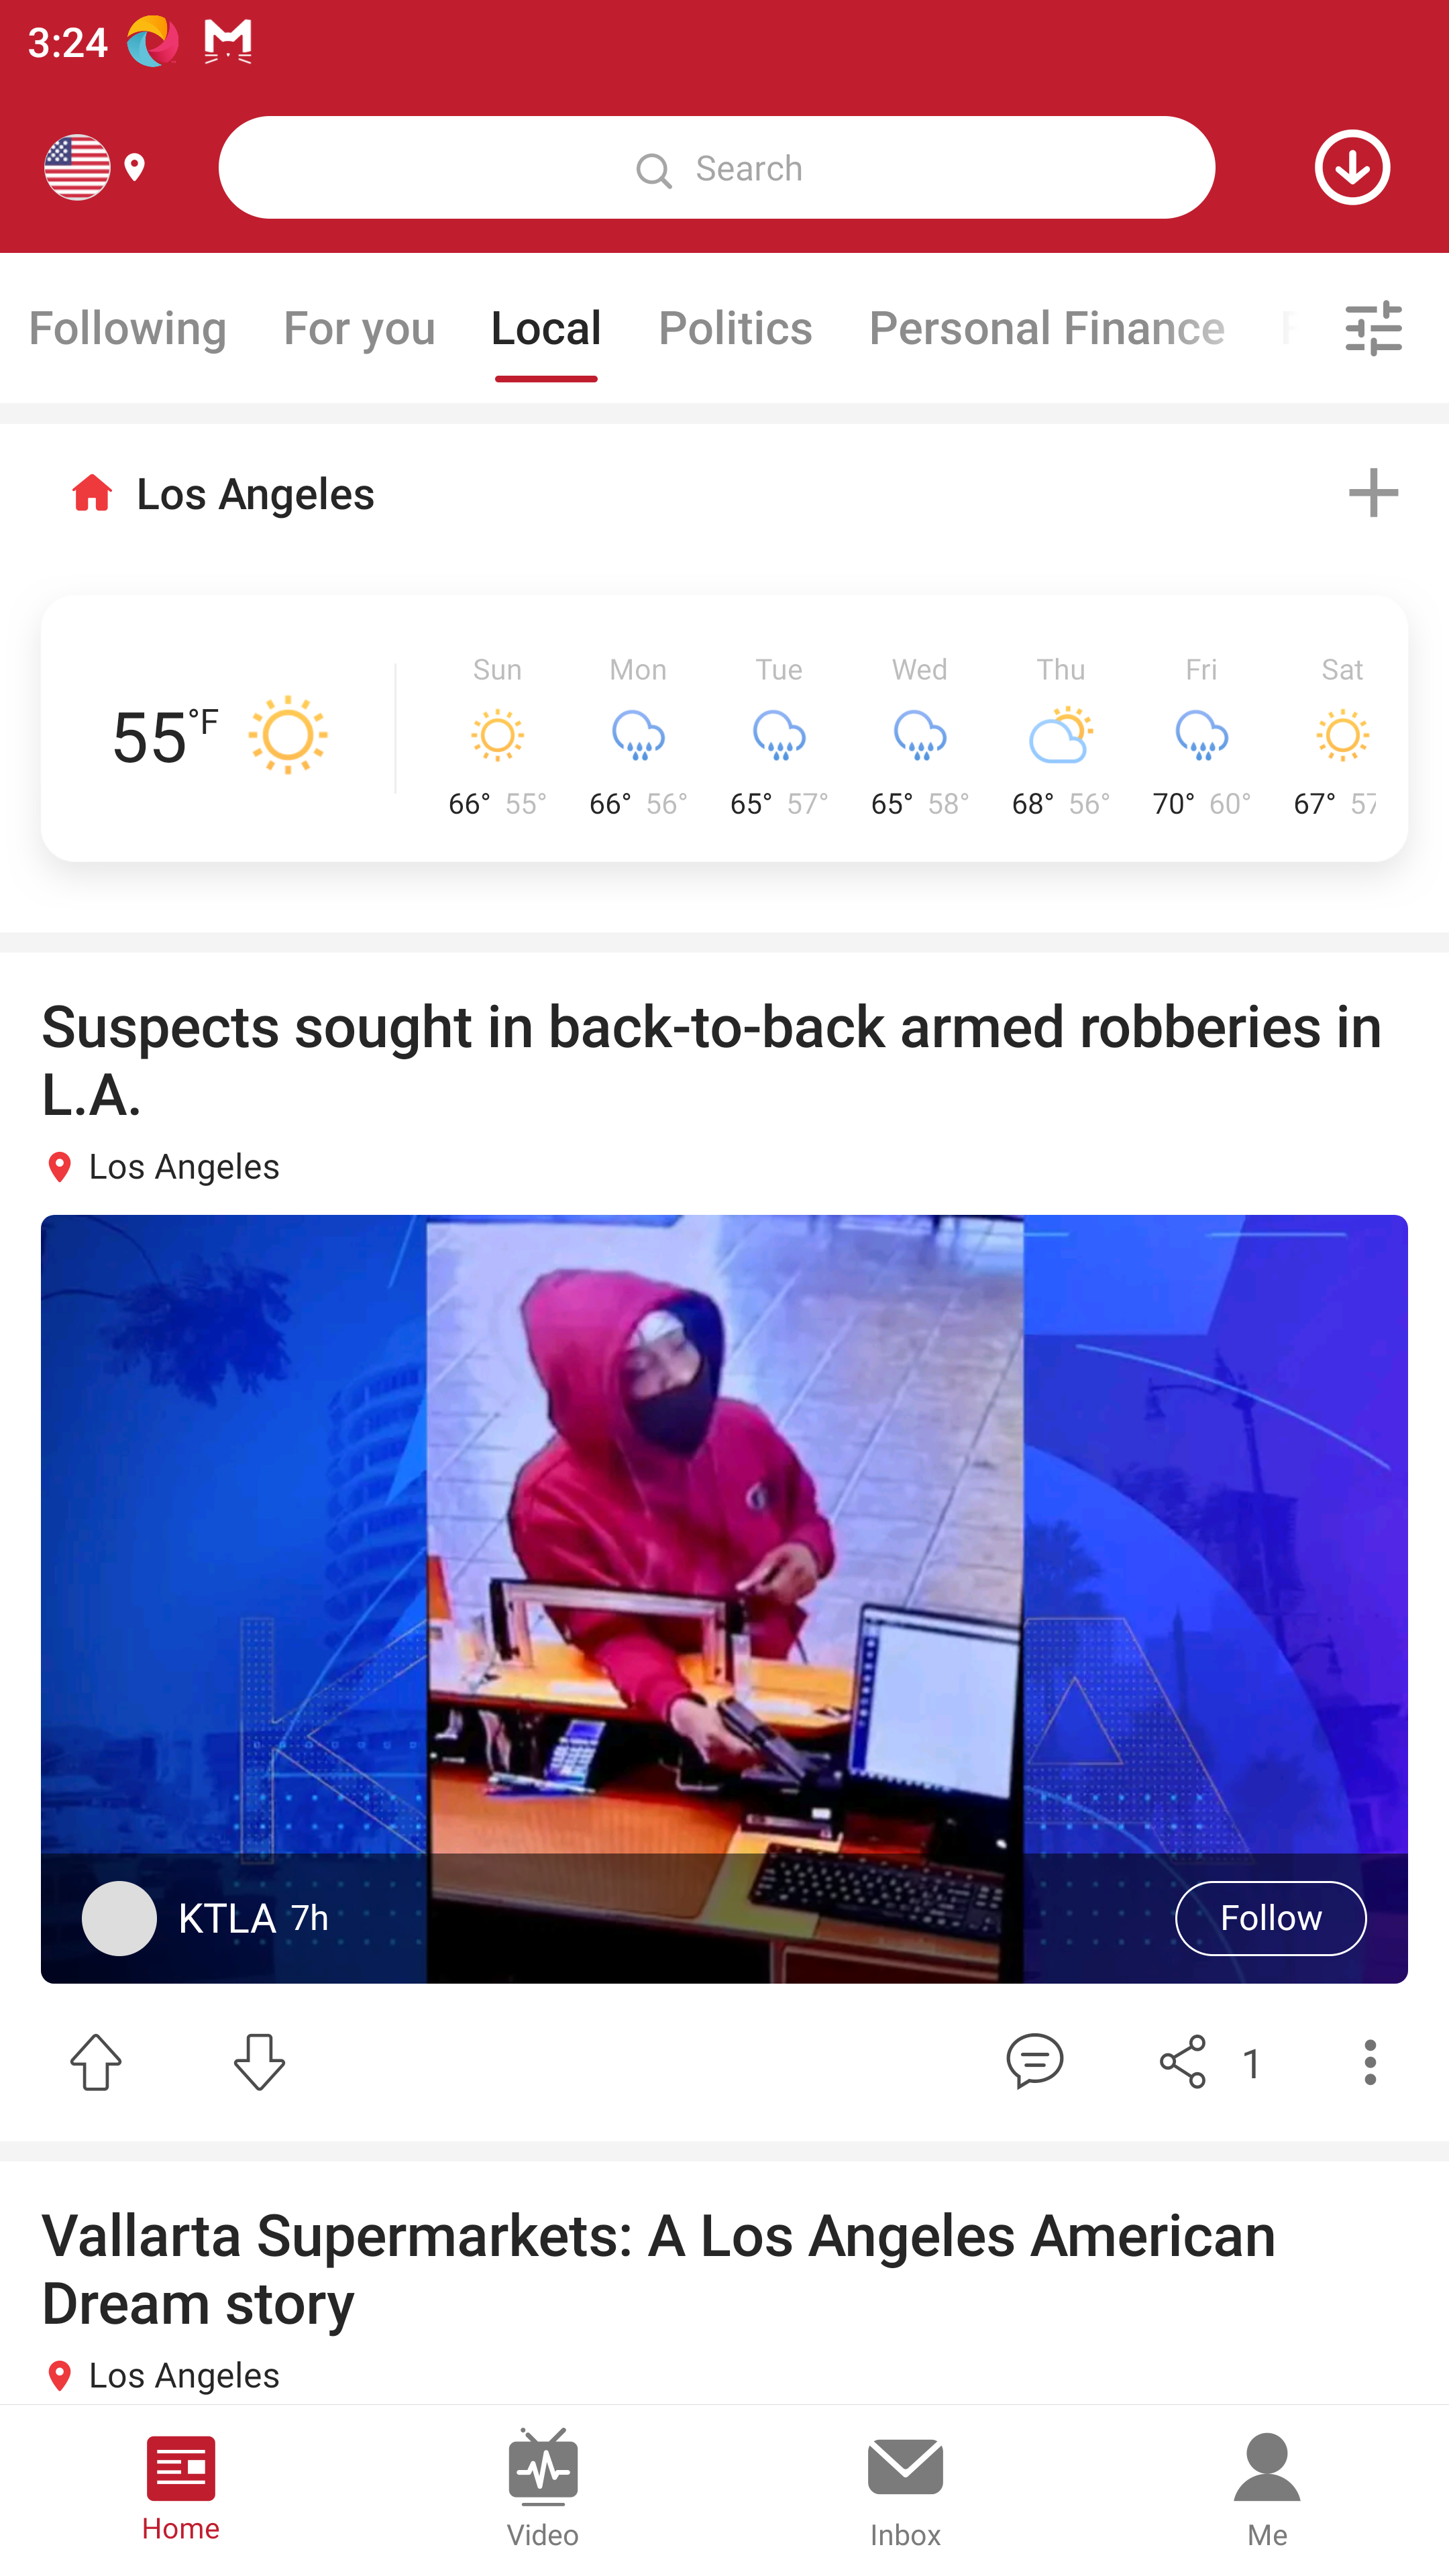 3:24
Search
Following For you Local Politics Personal Finance
Los Angeles
55°F
Sun Mon Tue Wed Thu Fri Sat
66° 55° 66° 56° 65° 57° 65° 58° 68° 56° 70° 60° 67° 57
Suspects sought in back-to-back armed robberies in
L.A.
Los Angeles
KTLA 7h
Follow
1
Vallarta Supermarkets: A Los Angeles American
Dream story
Los Angeles
Home Video Inbox Me